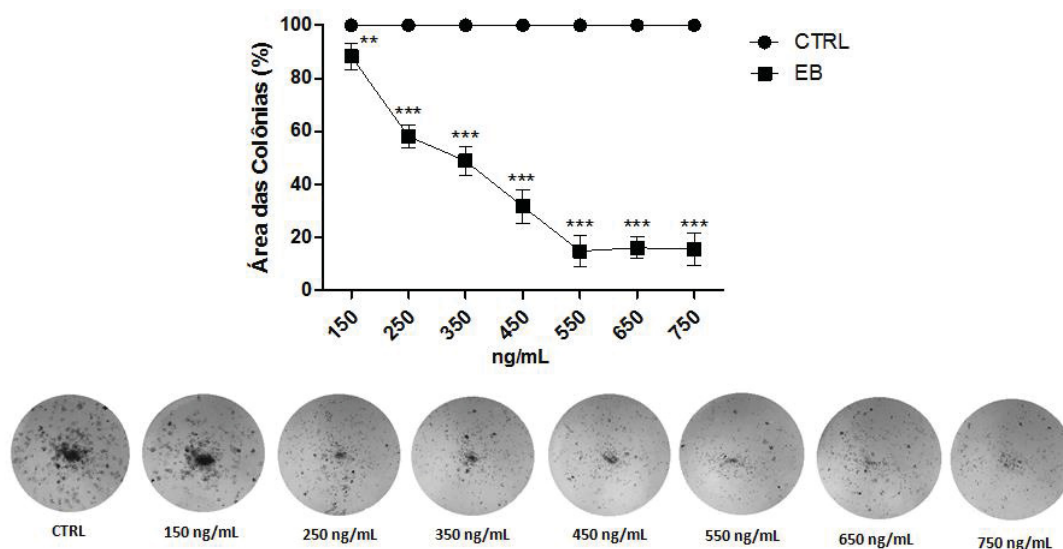 Área das Colônias (%)
100
80
60
40
20
0
**
***
***
***
***
***
***
CTRL
EB
150
250
350
450
550
650
750
ng/mL
CTRL
150 ng/mL
250 ng/mL
350 ng/mL
450 ng/mL
550 ng/mL
650 ng/mL
750 ng/mL